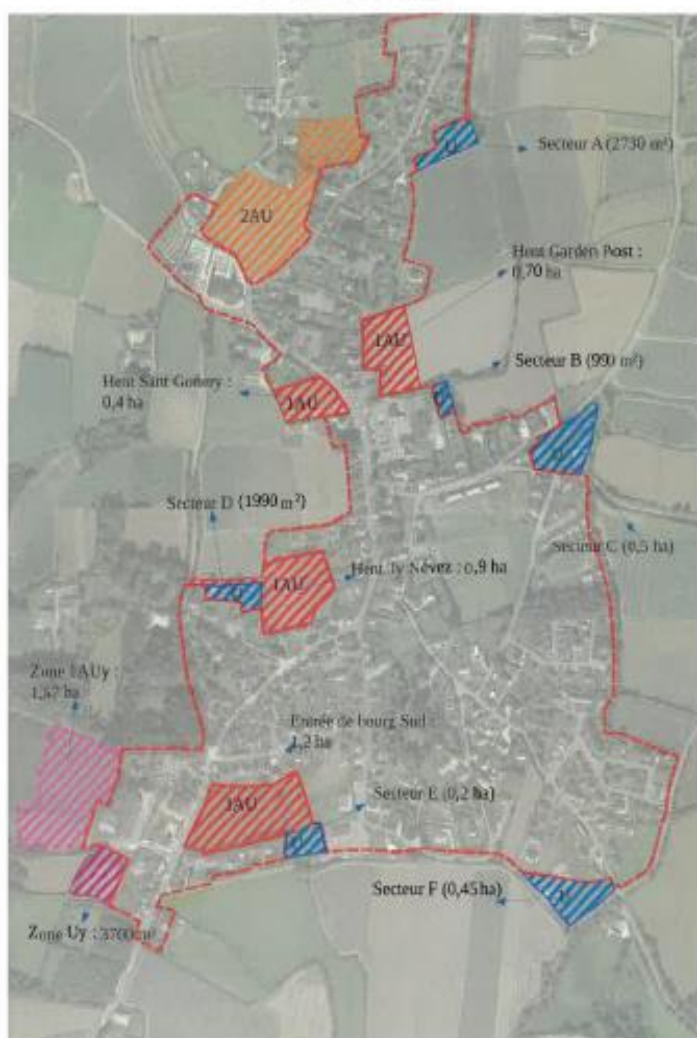 Secteur A (2730 m²)
U
2AU
Hent Garden Post :
0,70 ha
1AU
Secteur B (990 m²)
Hent Sant Goñery :
0,4 ha
1AU
U
Secteur D (1990 m²)
Secteur C (0,5 ha)
Hent Ty Névez : 0,9 ha
1AU
U
Zone 1AUy :
1,57 ha
Entrée de bourg Sud :
1,2 ha
1AU
Secteur E (0,2 ha)
Secteur F (0,45ha)
Zone Uy : 3700m²